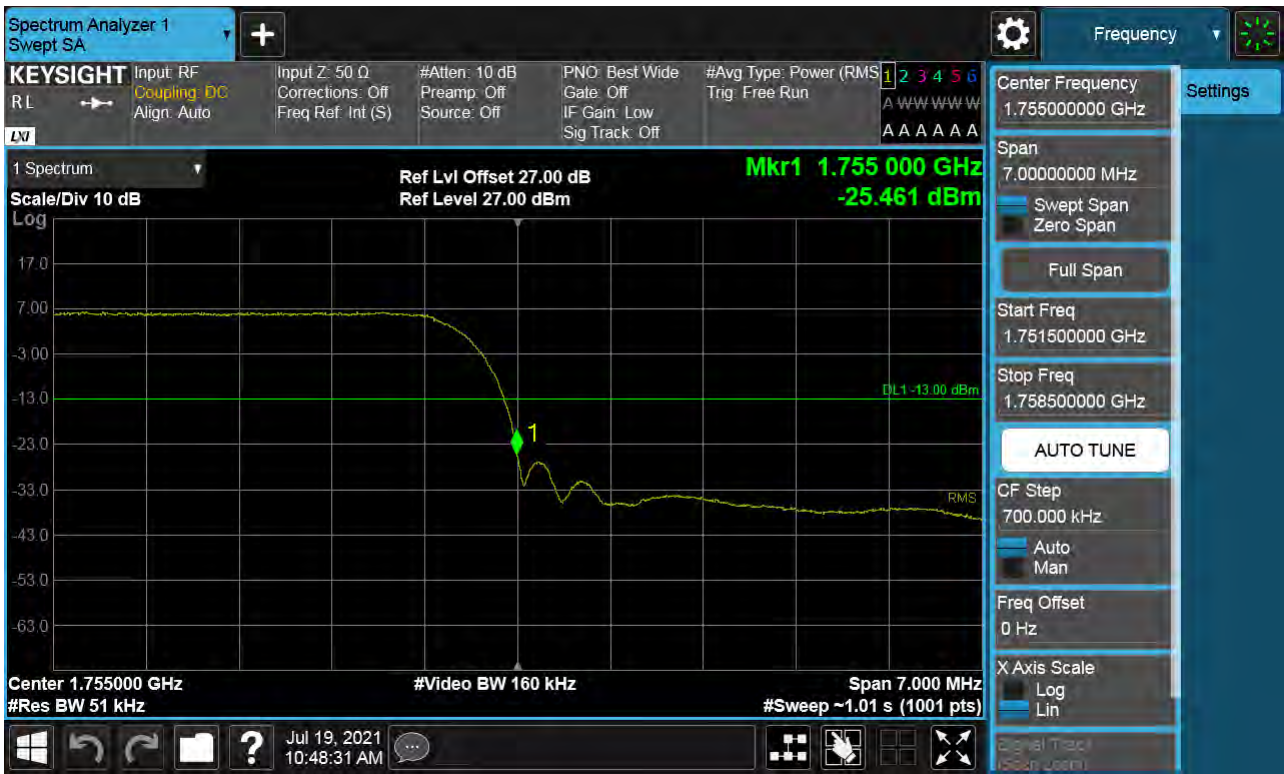 Spectrum Analyzer 1
Swept SA
Frequency
KEYSIGHT
R L
LXI
Input: RF
Coupling: DC
Align: Auto
Input Z: 50 Ω
Corrections: Off
Freq Ref: Int (S)
#Atten: 10 dB
Preamp: Off
Source: Off
PNO: Best Wide
Gate: Off
IF Gain: Low
Sig Track: Off
#Avg Type: Power (RMS
Trig: Free Run
1 2 3 4 5 6
A W W W W W
A A A A A A
1 Spectrum
Scale/Div 10 dB
Log
Ref Lvl Offset 27.00 dB
Ref Level 27.00 dBm
Mkr1 1.755 000 GHz
-25.461 dBm
17.0
7.00
-3.00
-13.0
-23.0
-33.0
-43.0
-53.0
-63.0
DL1 -13.00 dBm
1
RMS
Center 1.755000 GHz
#Res BW 51 kHz
#Video BW 160 kHz
Span 7.000 MHz
#Sweep ~1.01 s (1001 pts)
Center Frequency
1.755000000 GHz
Settings
Span
7.00000000 MHz
Swept Span
Zero Span
Full Span
Start Freq
1.751500000 GHz
Stop Freq
1.758500000 GHz
AUTO TUNE
CF Step
700.000 kHz
Auto
Man
Freq Offset
0 Hz
X Axis Scale
Log
Lin
Signal Track
(Span Zoom)
?
Jul 19, 2021
10:48:31 AM